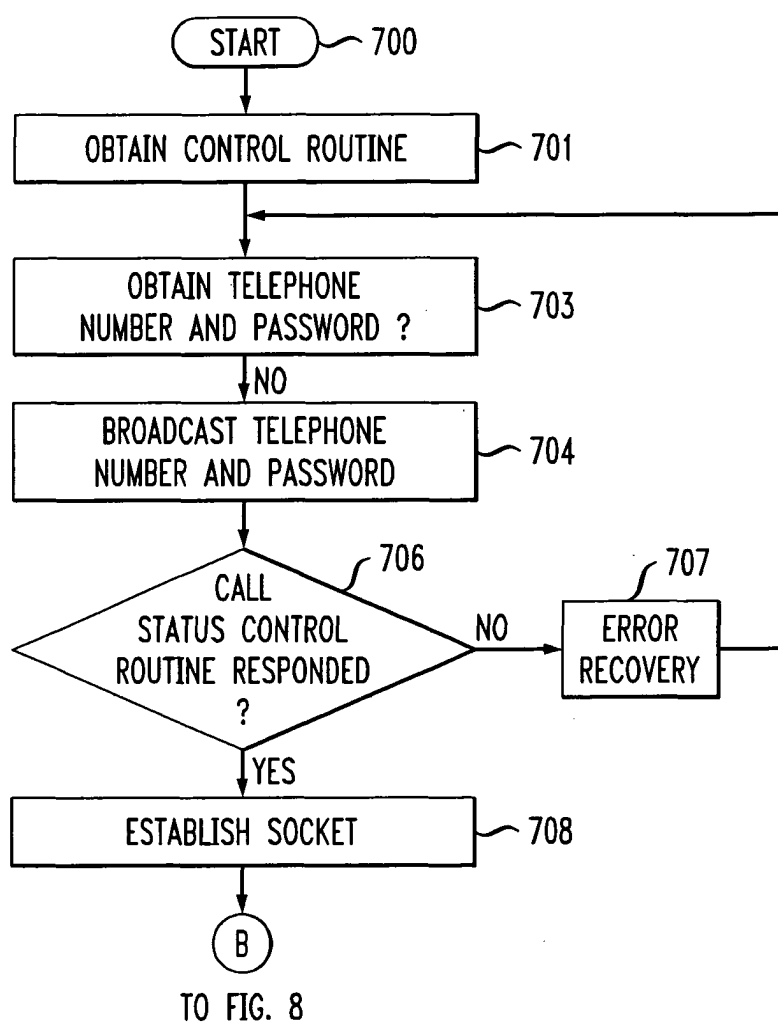 START
700
OBTAIN CONTROL ROUTINE
701
OBTAIN TELEPHONE
NUMBER AND PASSWORD ?
703
NO
BROADCAST TELEPHONE
NUMBER AND PASSWORD
704
706
CALL
STATUS CONTROL
ROUTINE RESPONDED
?
NO
707
ERROR
RECOVERY
YES
ESTABLISH SOCKET
708
B
TO FIG. 8